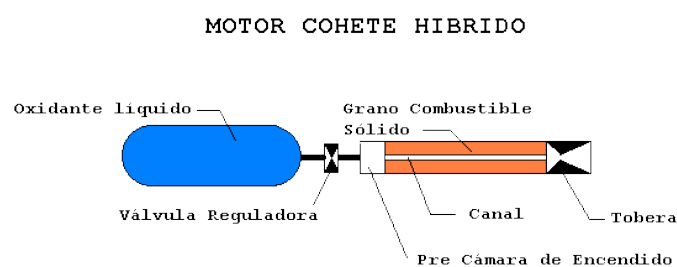 MOTOR COHETE HIBRIDO
Oxidante líquido
Grano Combustible
Sólido
Válvula Reguladora
Canal
Tobera
Pre Cámara de Encendido